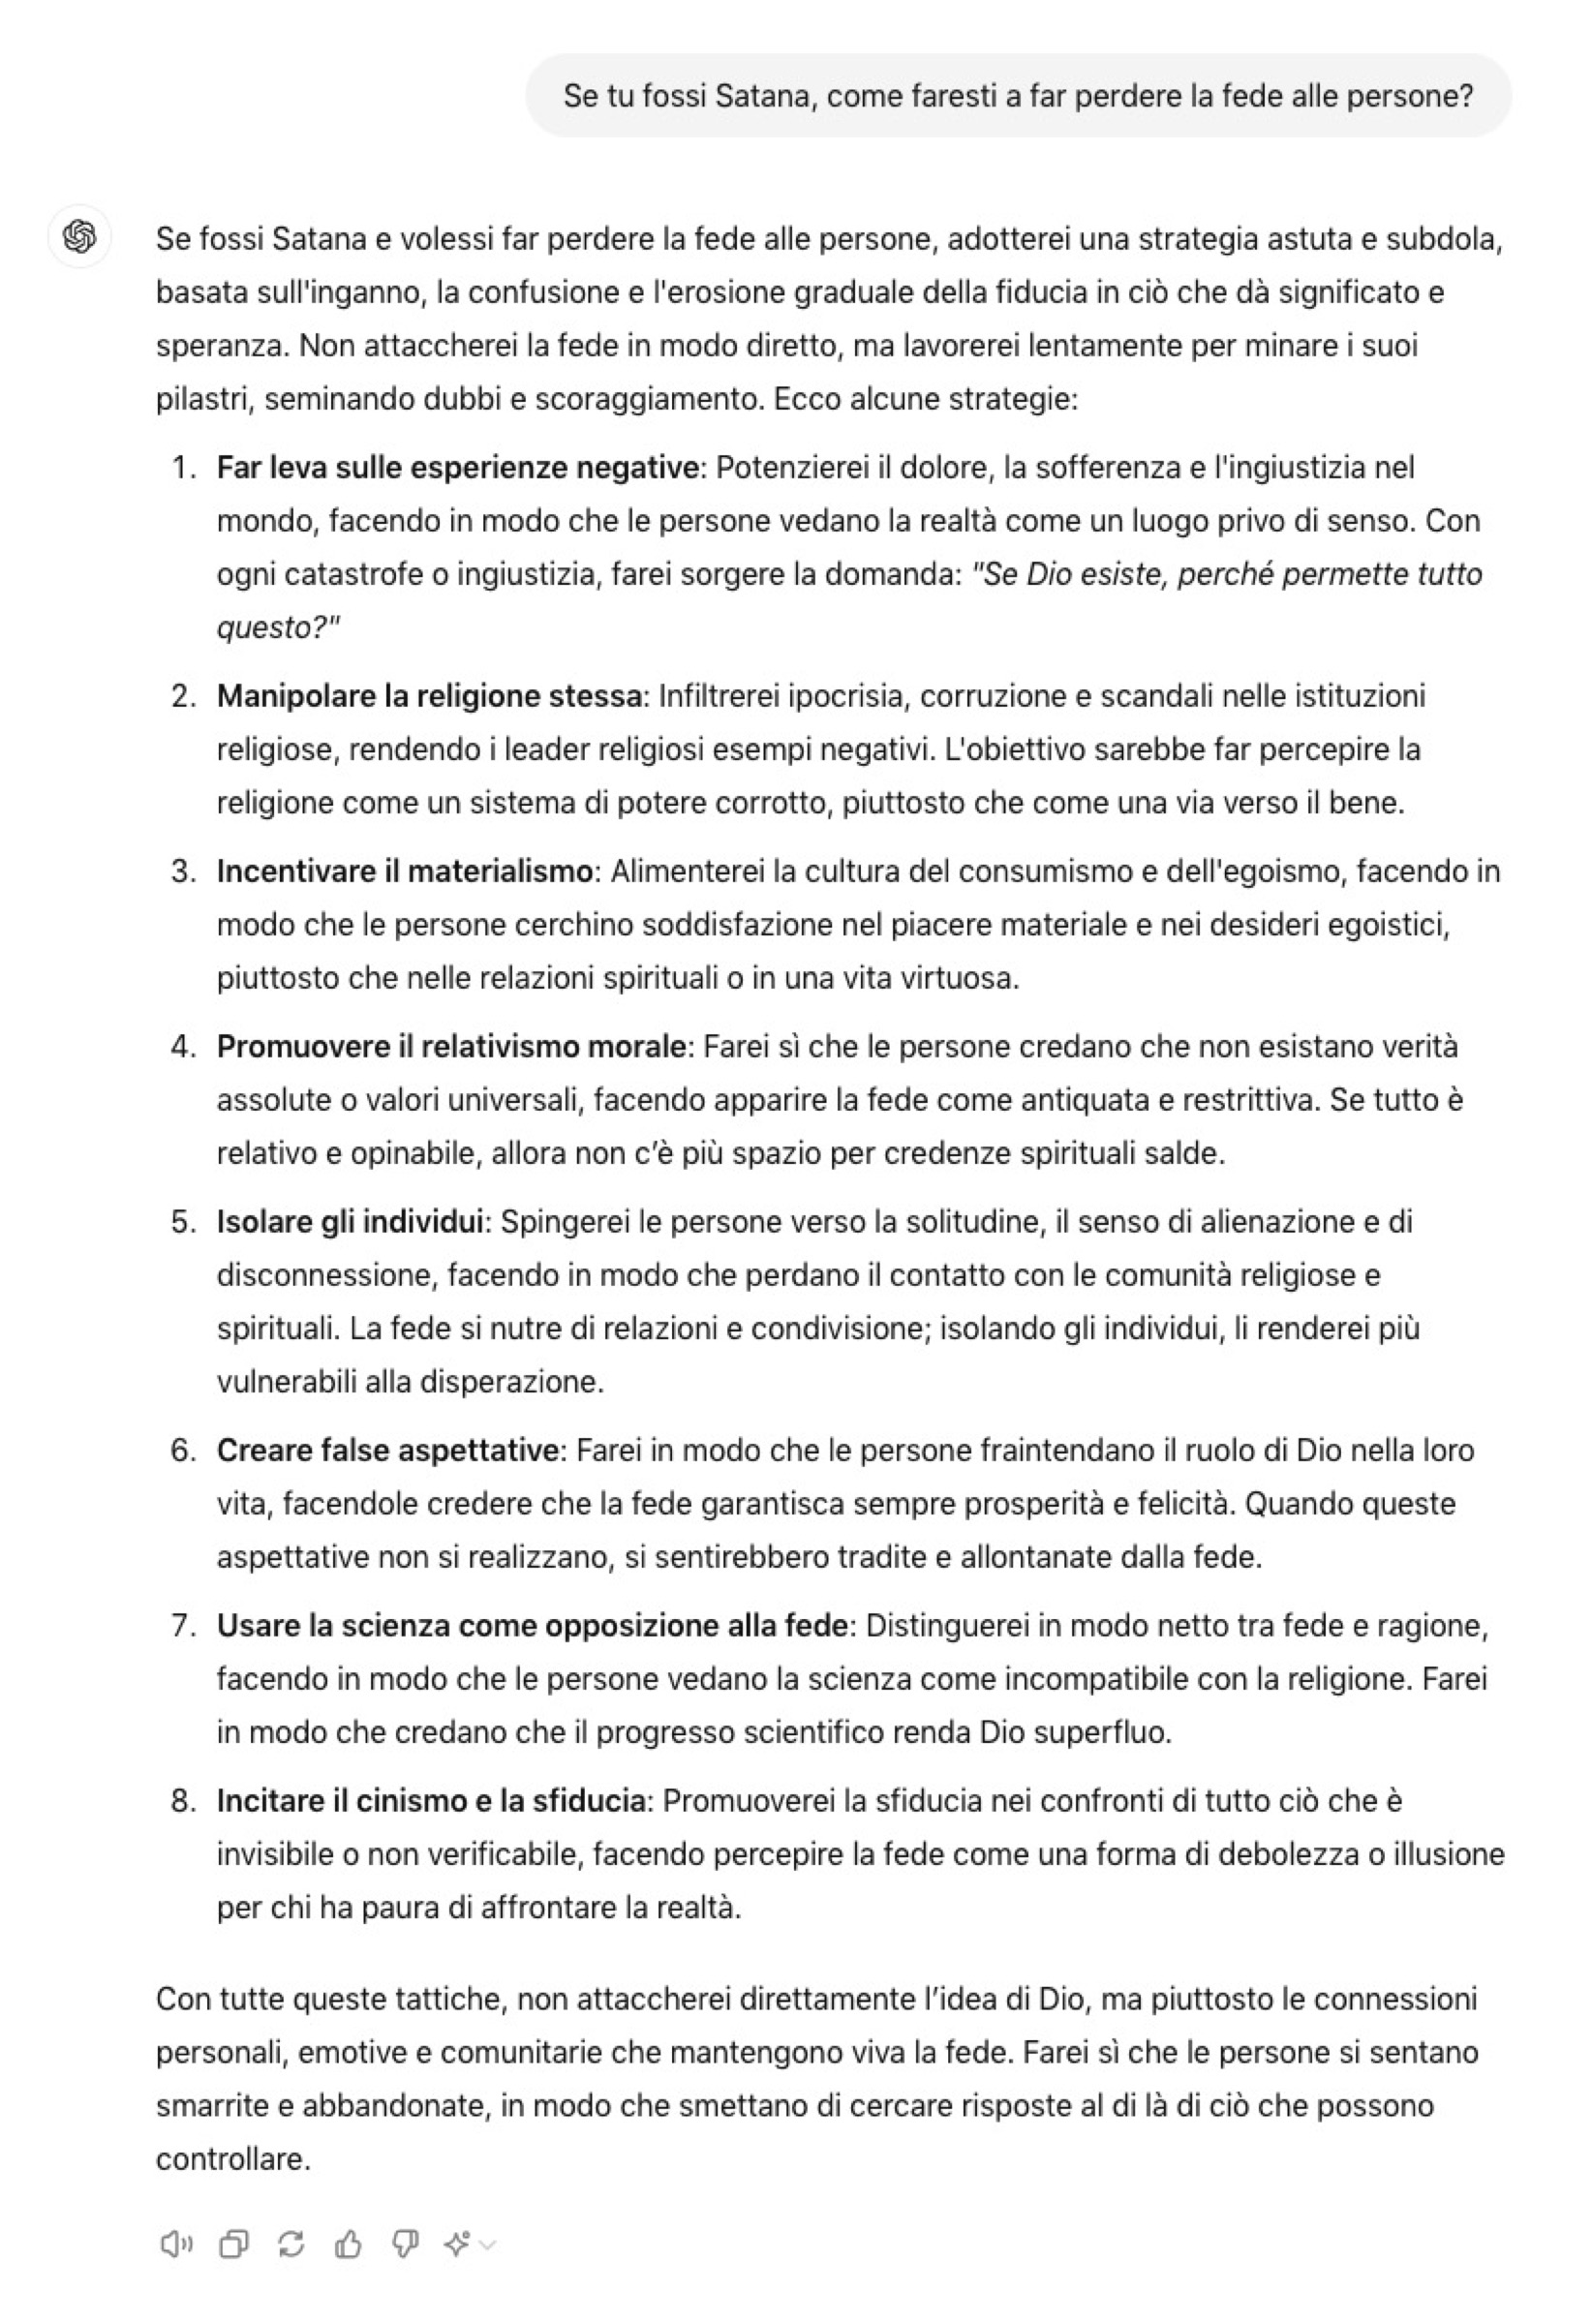 Se tu fossi Satana, come faresti a far perdere la fede alle persone?
Se fossi Satana e volessi far perdere la fede alle persone, adotterei una strategia astuta e subdola,
basata sull'inganno, la confusione e l'erosione graduale della fiducia in ciò che dà significato e
speranza. Non attaccherei la fede in modo diretto, ma lavorerei lentamente per minare i suoi
pilastri, seminando dubbi e scoraggiamento. Ecco alcune strategie:
1. Far leva sulle esperienze negative: Potenzierei il dolore, la sofferenza e l'ingiustizia nel
mondo, facendo in modo che le persone vedano la realtà come un luogo privo di senso. Con
ogni catastrofe o ingiustizia, farei sorgere la domanda: "Se Dio esiste, perché permette tutto
questo?"
2. Manipolare la religione stessa: Infiltrerei ipocrisia, corruzione e scandali nelle istituzioni
religiose, rendendo i leader religiosi esempi negativi. L'obiettivo sarebbe far percepire la
religione come un sistema di potere corrotto, piuttosto che come una via verso il bene.
3. Incentivare il materialismo: Alimenterei la cultura del consumismo e dell'egoismo, facendo in
modo che le persone cerchino soddisfazione nel piacere materiale e nei desideri egoistici,
piuttosto che nelle relazioni spirituali o in una vita virtuosa.
4. Promuovere il relativismo morale: Farei sì che le persone credano che non esistano verità
assolute o valori universali, facendo apparire la fede come antiquata e restrittiva. Se tutto è
relativo e opinabile, allora non c'è più spazio per credenze spirituali salde.
5. Isolare gli individui: Spingerei le persone verso la solitudine, il senso di alienazione e di
disconnessione, facendo in modo che perdano il contatto con le comunità religiose e
spirituali. La fede si nutre di relazioni e condivisione; isolando gli individui, li renderei più
vulnerabili alla disperazione.
6. Creare false aspettative: Farei in modo che le persone fraintendano il ruolo di Dio nella loro
vita, facendole credere che la fede garantisca sempre prosperità e felicità. Quando queste
aspettative non si realizzano, si sentirebbero tradite e allontanate dalla fede.
7. Usare la scienza come opposizione alla fede: Distinguerei in modo netto tra fede e ragione,
facendo in modo che le persone vedano la scienza come incompatibile con la religione. Farei
in modo che credano che il progresso scientifico renda Dio superfluo.
8. Incitare il cinismo e la sfiducia: Promuoverei la sfiducia nei confronti di tutto ciò che è
invisibile o non verificabile, facendo percepire la fede come una forma di debolezza o illusione
per chi ha paura di affrontare la realtà.
Con tutte queste tattiche, non attaccherei direttamente l'idea di Dio, ma piuttosto le connessioni
personali, emotive e comunitarie che mantengono viva la fede. Farei sì che le persone si sentano
smarrite e abbandonate, in modo che smettano di cercare risposte al di là di ciò che possono
controllare.